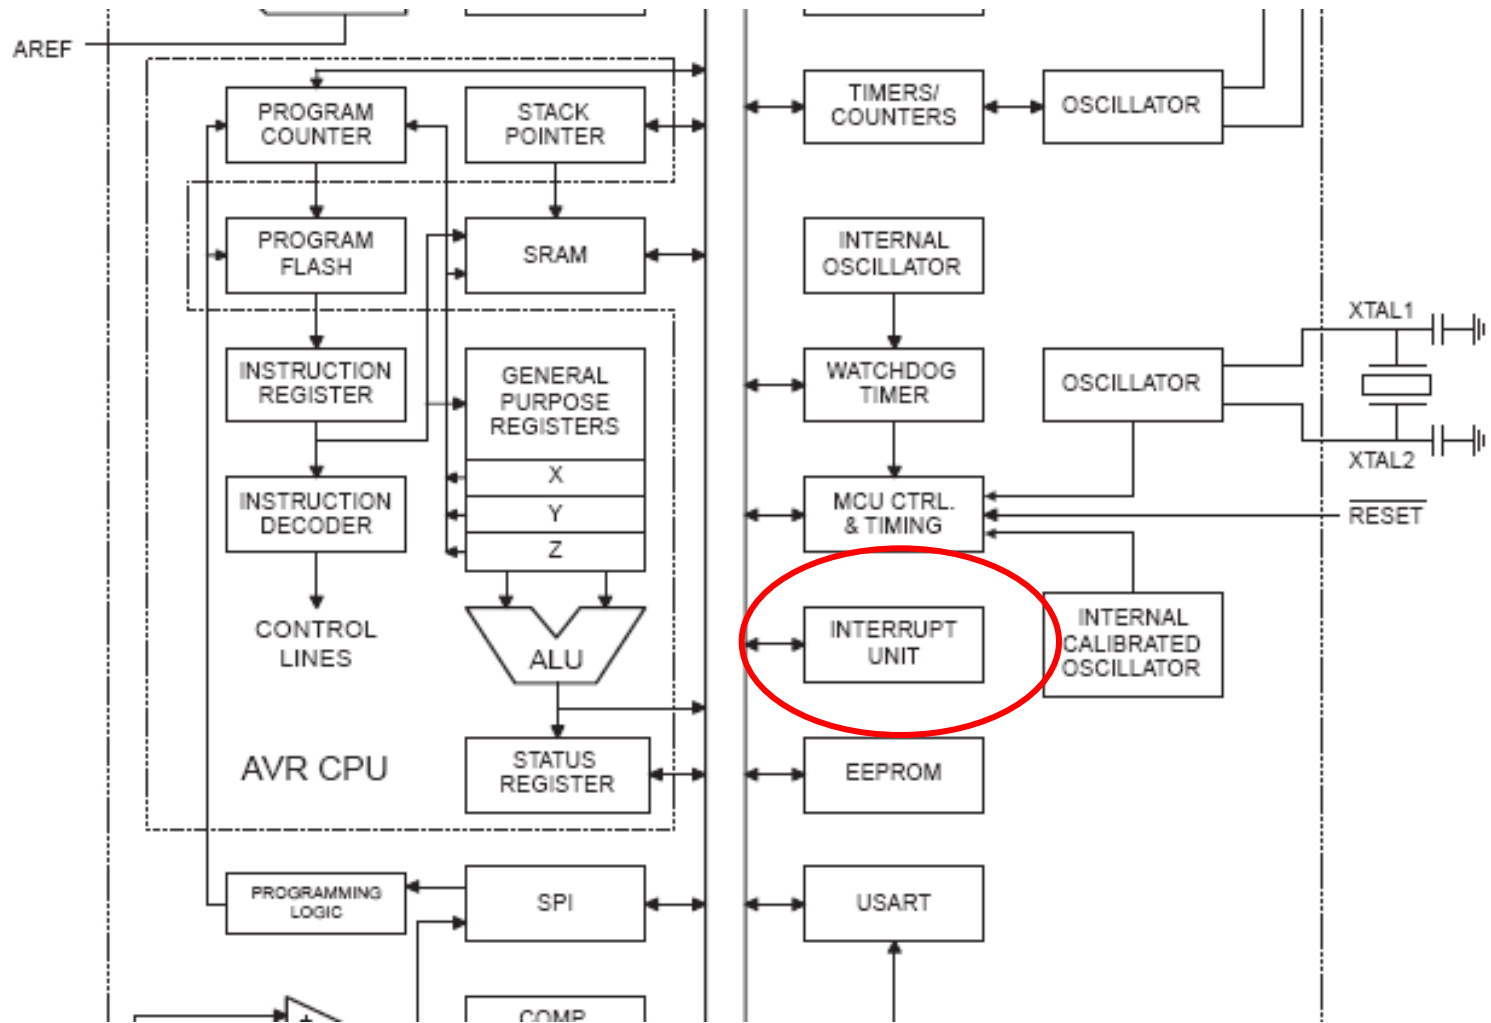 AREF
PROGRAM
COUNTER
STACK
POINTER
TIMERS/
COUNTERS
OSCILLATOR
PROGRAM
FLASH
SRAM
INTERNAL
OSCILLATOR
XTAL1
INSTRUCTION
REGISTER
GENERAL
PURPOSE
REGISTERS
WATCHDOG
TIMER
OSCILLATOR
XTAL2
X
Y
Z
INSTRUCTION
DECODER
MCU CTRL.
& TIMING
RESET
CONTROL
LINES
ALU
INTERRUPT
UNIT
INTERNAL
CALIBRATED
OSCILLATOR
AVR CPU
STATUS
REGISTER
EEPROM
PROGRAMMING
LOGIC
SPI
USART
+
COMP.